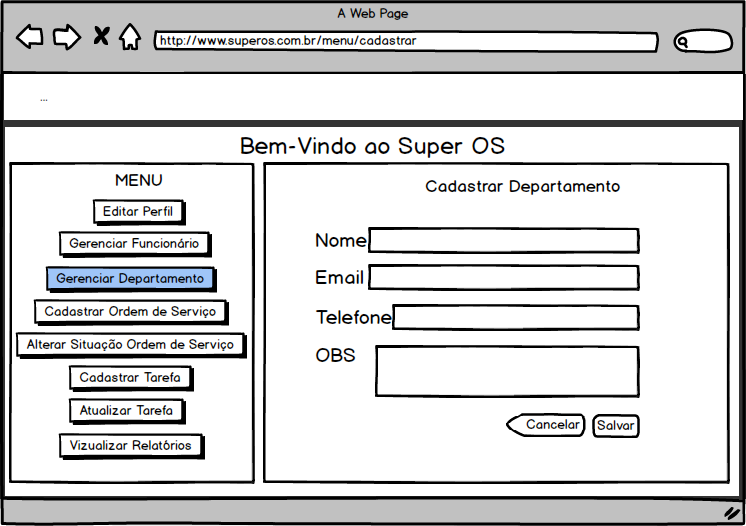 A Web Page
http://www.superos.com.br/menu/cadastrar
...
Bem-Vindo ao Super OS
MENU
Editar Perfil
Gerenciar Funcionário
Gerenciar Departamento
Cadastrar Ordem de Serviço
Alterar Situação Ordem de Serviço
Cadastrar Tarefa
Atualizar Tarefa
Vizualizar Relatórios
Cadastrar Departamento
Nome
Email
Telefone
OBS
Cancelar Salvar